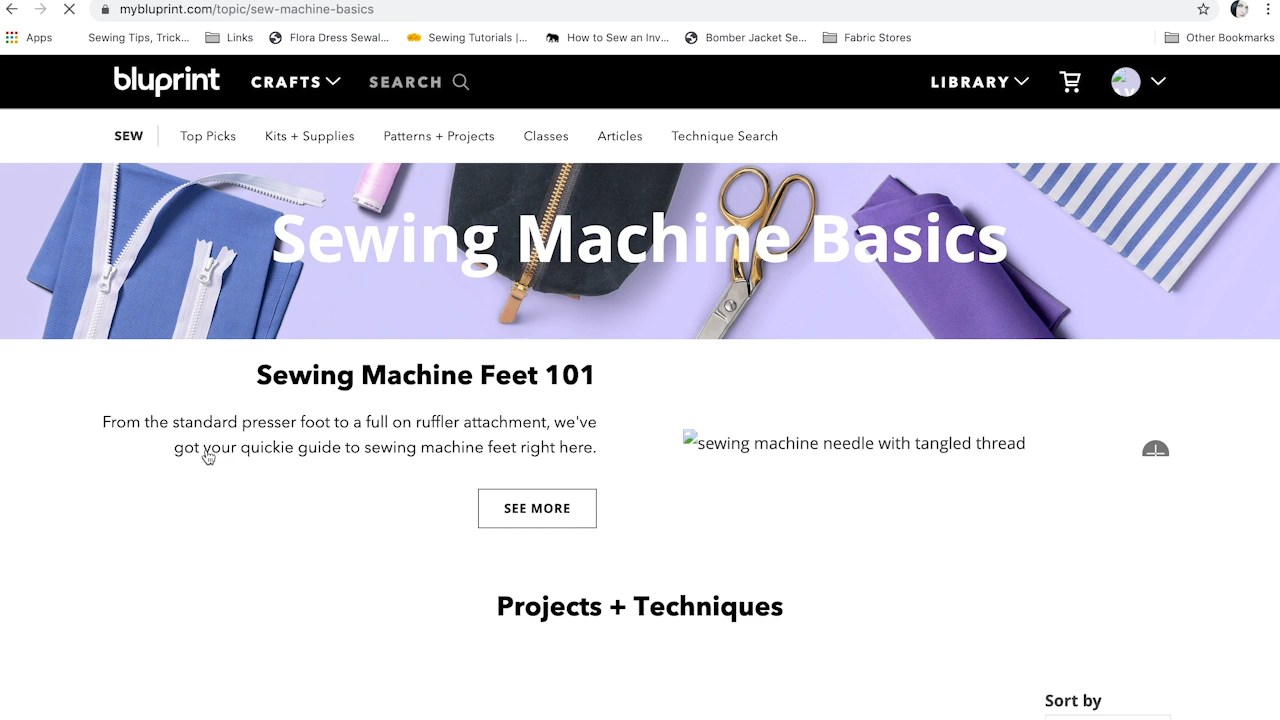 mybluprint.com/topic/sew-machine-basics
Apps Sewing Tips, Trick... Links Flora Dress Sewal... Sewing Tutorials |... How to Sew an Inv... Bomber Jacket Se... Fabric Stores Other Bookmarks
bluprint CRAFTS SEARCH LIBRARY
SEW Top Picks Kits + Supplies Patterns + Projects Classes Articles Technique Search
Sewing Machine Basics
Sewing Machine Feet 101
From the standard presser foot to a full on ruffler attachment, we've
got your quickie guide to sewing machine feet right here.
sewing machine needle with tangled thread
SEE MORE
Projects + Techniques
Sort by